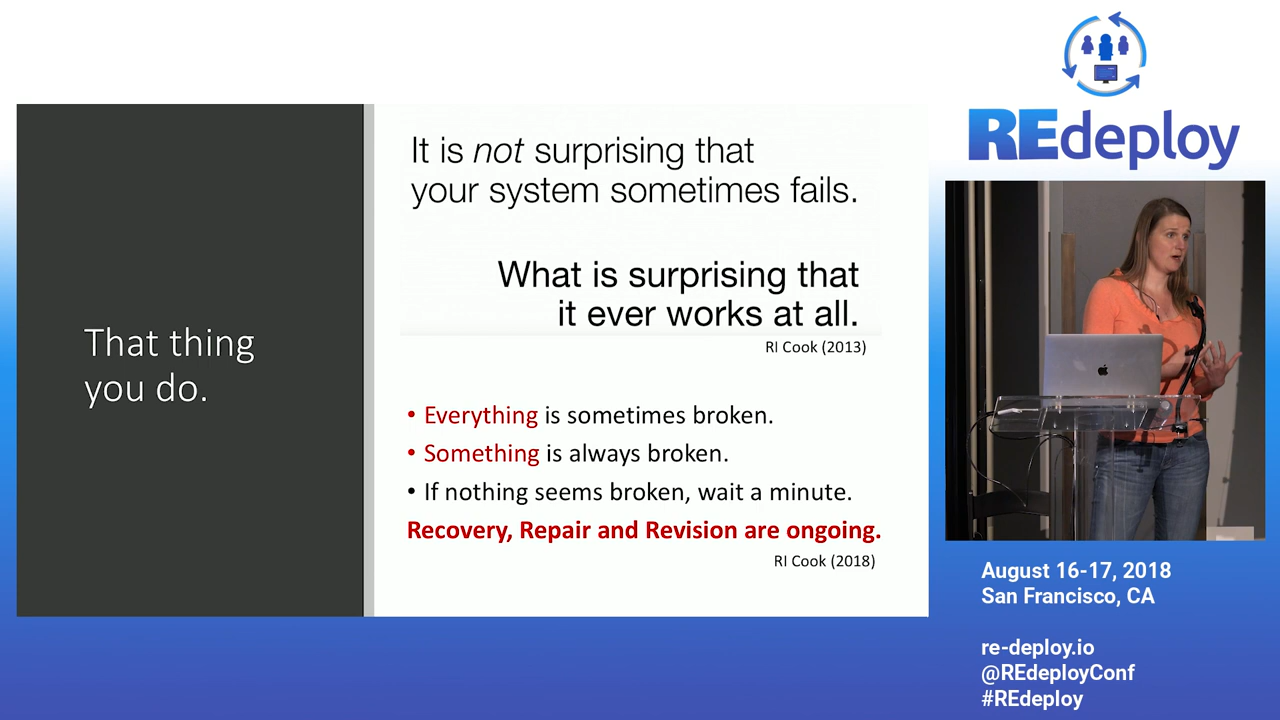 That thing
you do.
It is not surprising that
your system sometimes fails.
What is surprising that
it ever works at all.
RI Cook (2013)
• Everything is sometimes broken.
• Something is always broken.
• If nothing seems broken, wait a minute.
Recovery, Repair and Revision are ongoing.
RI Cook (2018)
REdeploy
August 16-17, 2018
San Francisco, CA
re-deploy.io
@REdeployConf
#REdeploy